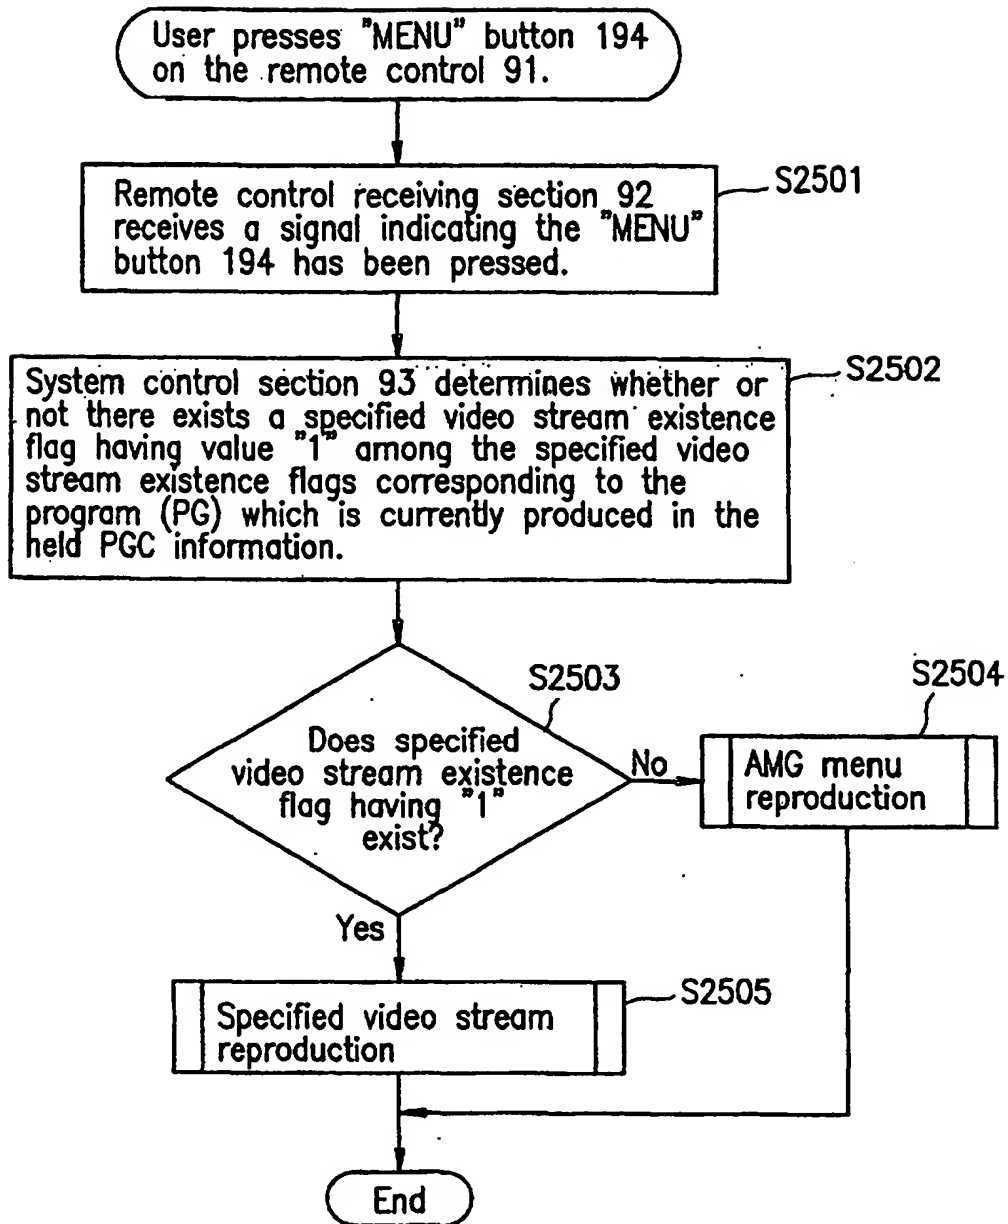 User presses "MENU" button 194
on the remote control 91.
S2501
Remote control receiving section 92
receives a signal indicating the "MENU"
button 194 has been pressed.
S2502
System control section 93 determines whether or
not there exists a specified video stream existence
flag having value "1" among the specified video
stream existence flags corresponding to the
program (PG) which is currently produced in the
held PGC information.
S2503
Does specified
video stream existence
flag having "1"
exist?
No
S2504
AMG menu
reproduction
Yes
S2505
Specified video stream
reproduction
End